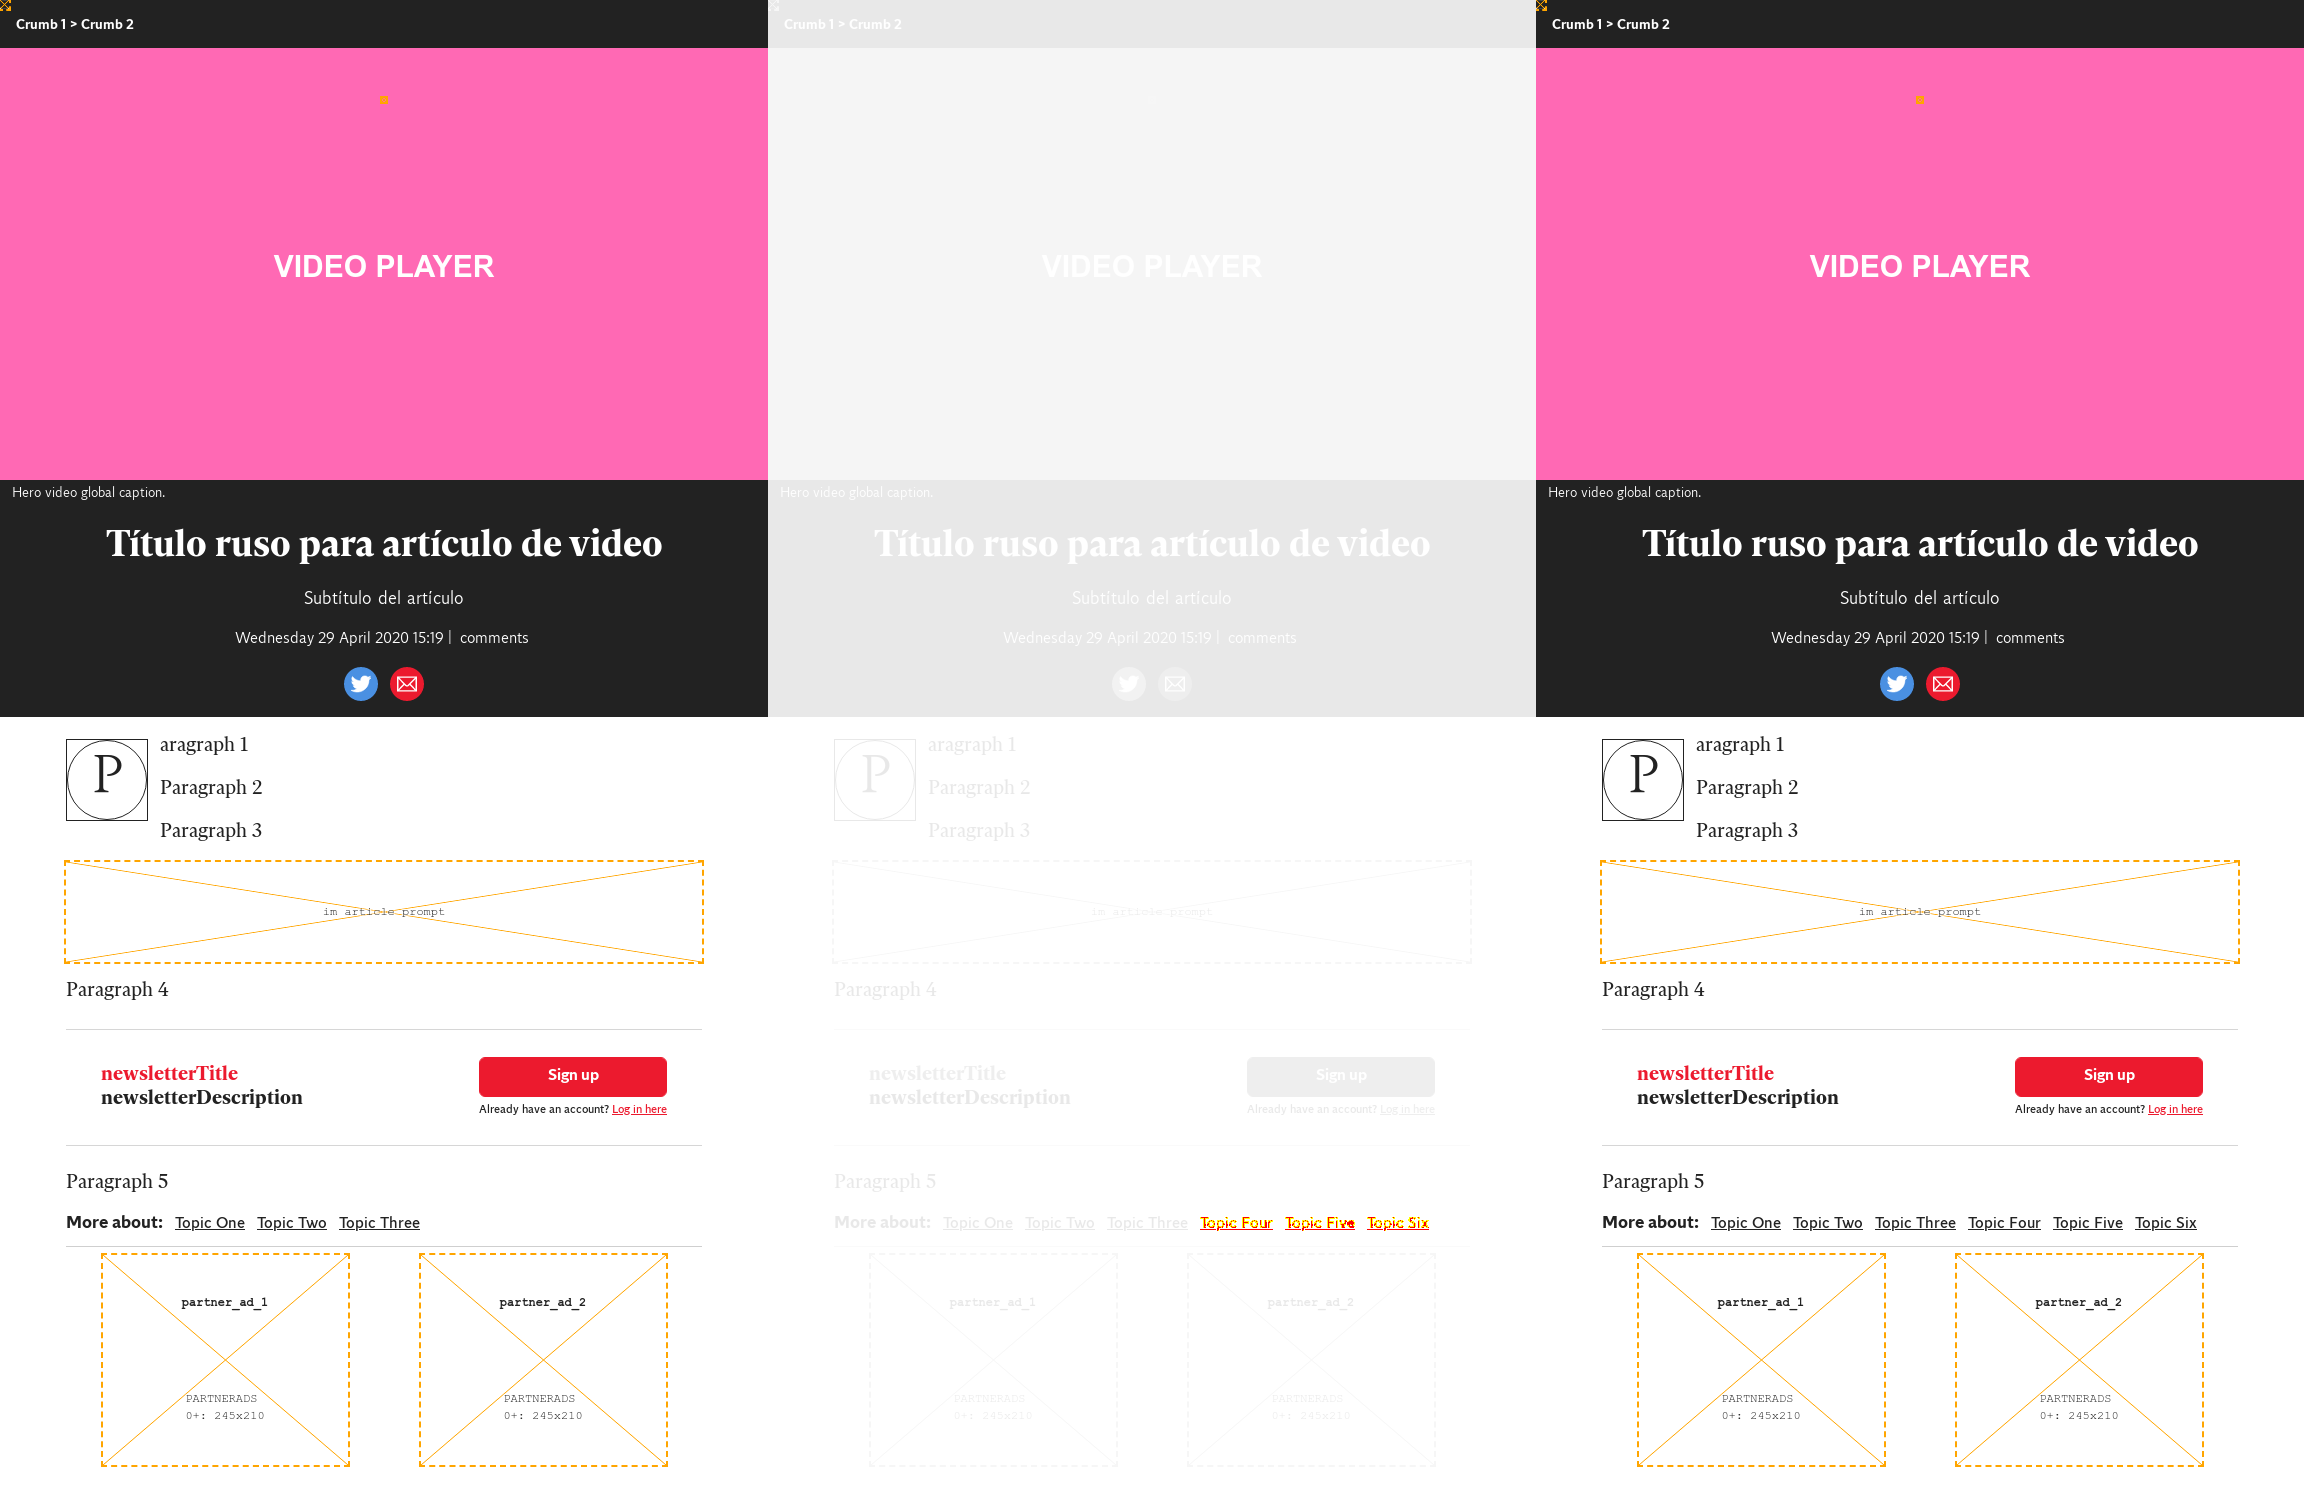 Crumb 1 > Crumb 2
VIDEO PLAYER
Hero video global caption.
Título ruso para artículo de video
Subtítulo del artículo
Wednesday 29 April 2020 15:19 | comments
P
aragraph 1
Paragraph 2
Paragraph 3
im article prompt
Paragraph 4
newsletterTitle
newsletterDescription
Sign up
Already have an account? Log in here
Paragraph 5
More about: Topic One Topic Two Topic Three
partner_ad_1
PARTNERADS
0+: 245x210
partner_ad_2
PARTNERADS
0+: 245x210
Crumb 1 > Crumb 2
VIDEO PLAYER
Hero video global caption.
Título ruso para artículo de video
Subtítulo del artículo
Wednesday 29 April 2020 15:19 | comments
P
aragraph 1
Paragraph 2
Paragraph 3
im article prompt
Paragraph 4
newsletterTitle
newsletterDescription
Sign up
Already have an account? Log in here
Paragraph 5
More about: Topic One Topic Two Topic Three Topic Four Topic Five Topic Six
partner_ad_1
PARTNERADS
0+: 245x210
partner_ad_2
PARTNERADS
0+: 245x210
Crumb 1 > Crumb 2
VIDEO PLAYER
Hero video global caption.
Título ruso para artículo de video
Subtítulo del artículo
Wednesday 29 April 2020 15:19 | comments
P
aragraph 1
Paragraph 2
Paragraph 3
im article prompt
Paragraph 4
newsletterTitle
newsletterDescription
Sign up
Already have an account? Log in here
Paragraph 5
More about: Topic One Topic Two Topic Three Topic Four Topic Five Topic Six
partner_ad_1
PARTNERADS
0+: 245x210
partner_ad_2
PARTNERADS
0+: 245x210